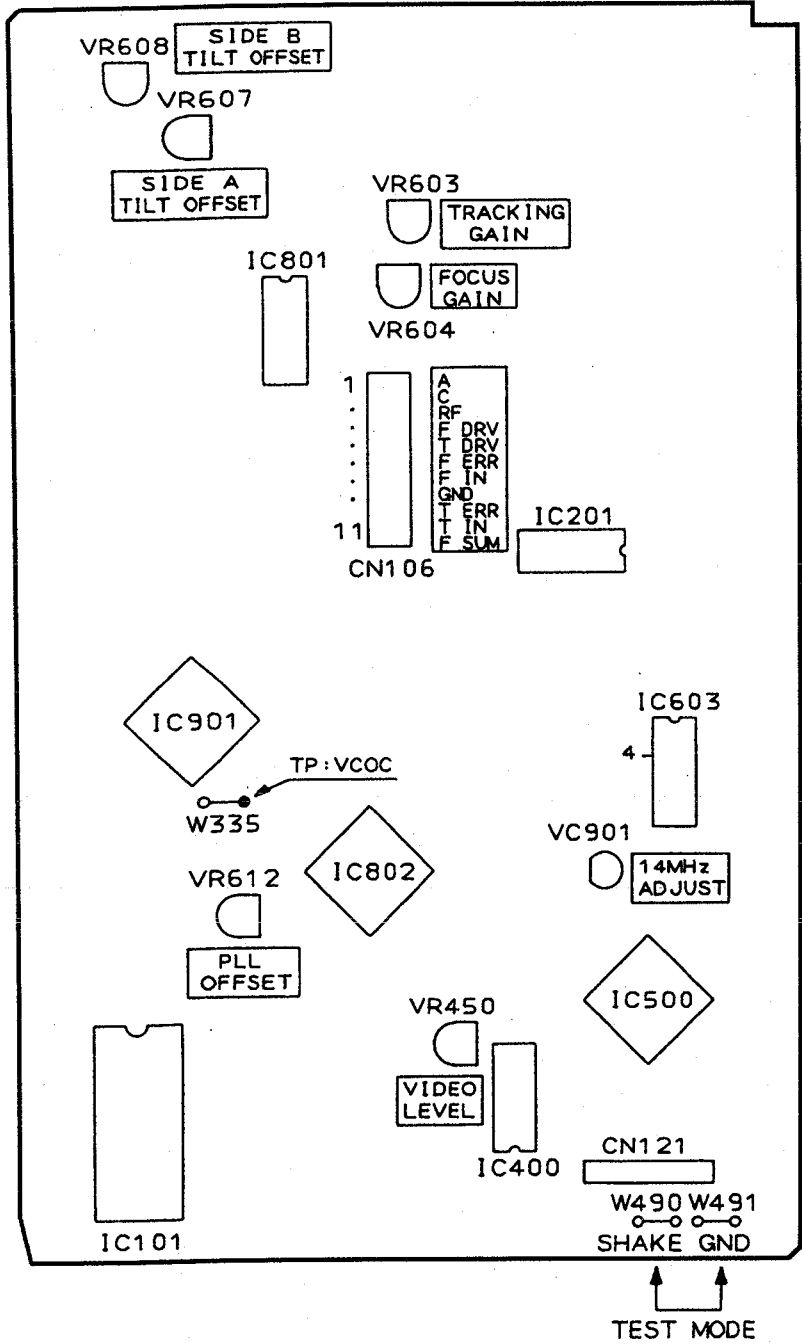 VR608
SIDE B
TILT OFFSET
VR607
SIDE A
TILT OFFSET
VR603
TRACKING
GAIN
IC801
FOCUS
GAIN
VR604
1
.
.
.
.
.
.
11
A
C
RF
F DRV
T DRV
F ERR
F IN
GND
T ERR
T IN
F SUM
CN106
IC201
IC901
TP:VCOC
W335
IC603
4
IC802
VC901
14MHz
ADJUST
VR612
PLL
OFFSET
IC500
VR450
VIDEO
LEVEL
IC400
CN121
IC101
W490 W491
SHAKE GND
TEST MODE